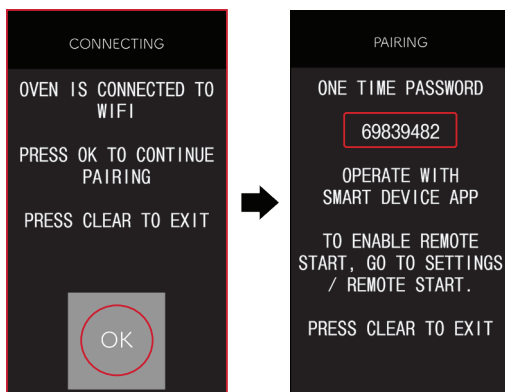 CONNECTING
OVEN IS CONNECTED TO
WIFI
PRESS OK TO CONTINUE
PAIRING
PRESS CLEAR TO EXIT
OK
PAIRING
ONE TIME PASSWORD
69839482
OPERATE WITH
SMART DEVICE APP
TO ENABLE REMOTE
START, GO TO SETTINGS
/ REMOTE START.
PRESS CLEAR TO EXIT